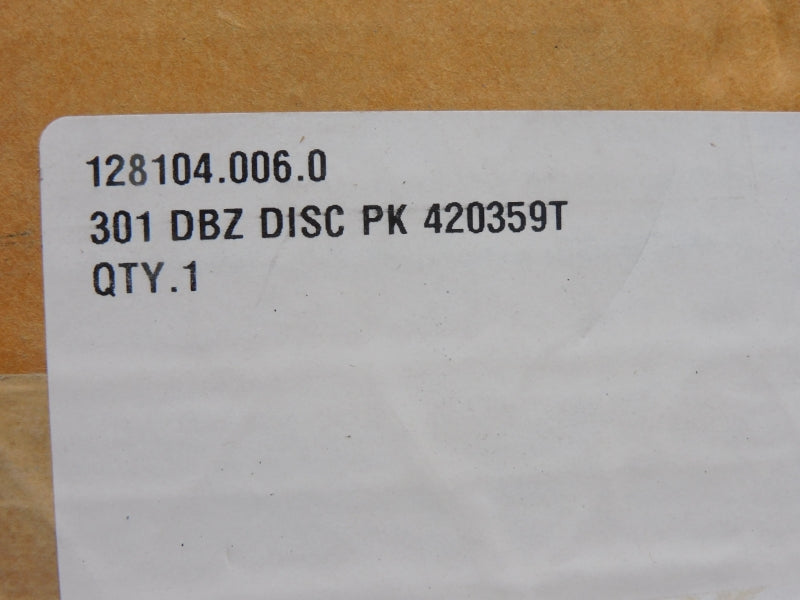 128104.006.0
301 DBZ DISC PK 420359T
QTY.1